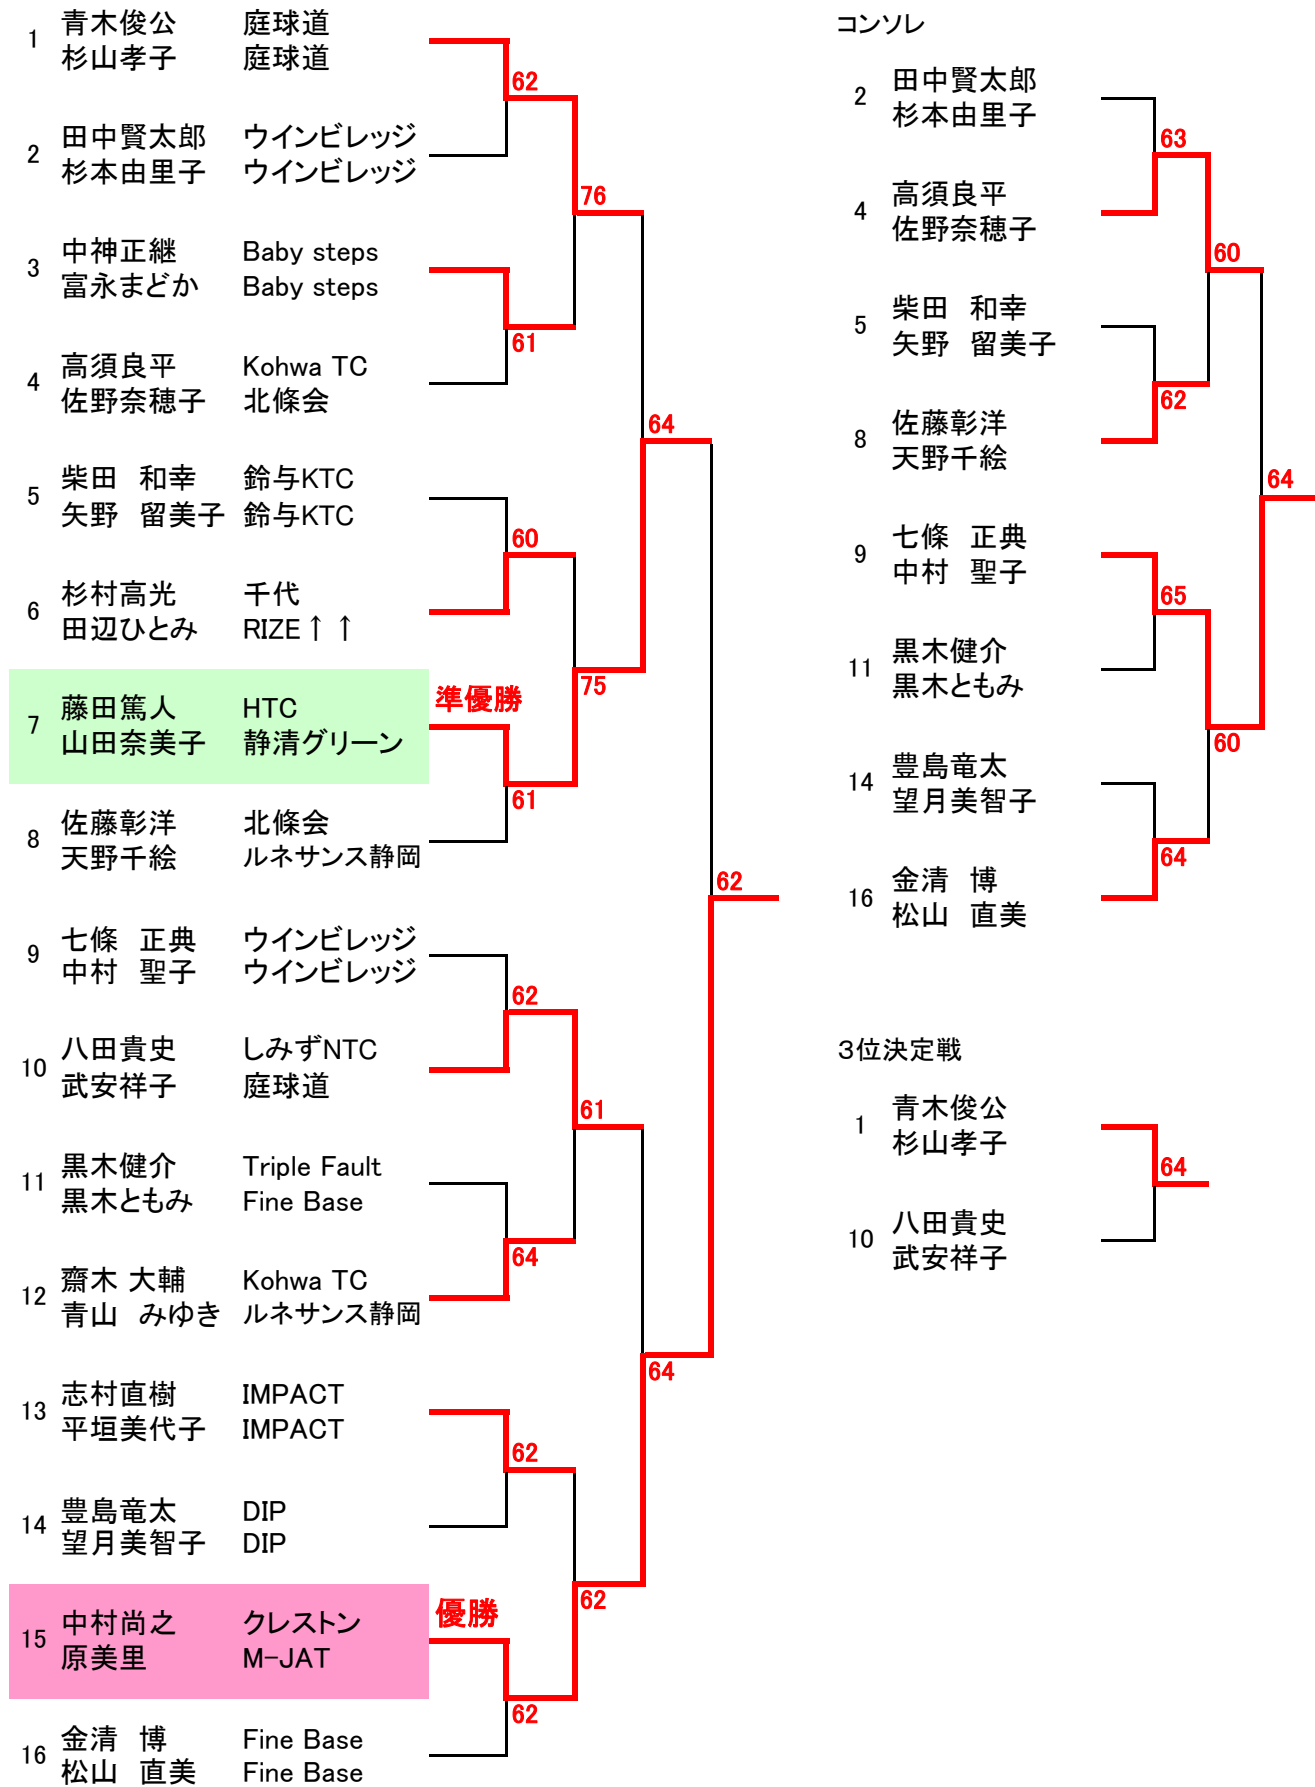 1 青木俊公 庭球道
杉山孝子 庭球道
62
2 田中賢太郎 ウインビレッジ
杉本由里子 ウインビレッジ
76
3 中神正継 Baby steps
富永まどか Baby steps
61
4 高須良平 Kohwa TC
佐野奈穂子 北條会
64
5 柴田 和幸 鈴与KTC
矢野 留美子 鈴与KTC
60
6 杉村高光 千代
田辺ひとみ RIZE↑↑
75
準優勝
7 藤田篤人 HTC
山田奈美子 静清グリーン
61
8 佐藤彰洋 北條会
天野千絵 ルネサンス静岡
62
9 七條 正典 ウインビレッジ
中村 聖子 ウインビレッジ
62
10 八田貴史 しみずNTC
武安祥子 庭球道
61
11 黒木健介 Triple Fault
黒木ともみ Fine Base
64
12 齋木 大輔 Kohwa TC
青山 みゆき ルネサンス静岡
64
13 志村直樹 IMPACT
平垣美代子 IMPACT
62
14 豊島竜太 DIP
望月美智子 DIP
62
優勝
15 中村尚之 クレストン
原美里 M-JAT
62
16 金清 博 Fine Base
松山 直美 Fine Base
コンソレ
2 田中賢太郎
杉本由里子
63
4 高須良平
佐野奈穂子
60
5 柴田 和幸
矢野 留美子
62
8 佐藤彰洋
天野千絵
64
9 七條 正典
中村 聖子
65
11 黒木健介
黒木ともみ
60
14 豊島竜太
望月美智子
64
16 金清 博
松山 直美
3位決定戦
1 青木俊公
杉山孝子
64
10 八田貴史
武安祥子